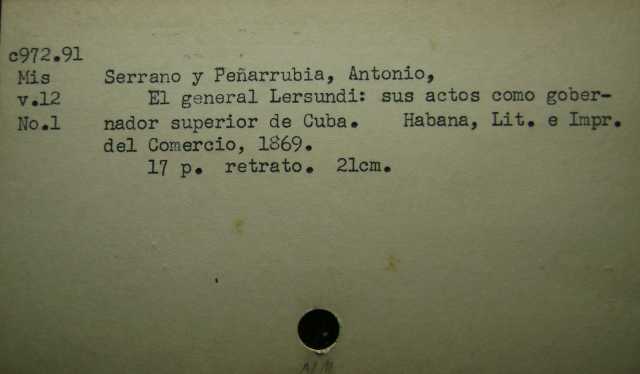 c972.91
Mis Serrano y Peñarrubia, Antonio,
v.12 El general Lersundi: sus actos como gober-
No.1 nador superior de Cuba. Habana, Lit. e Impr.
del Comercio, 1869.
17 p. retrato. 21cm.